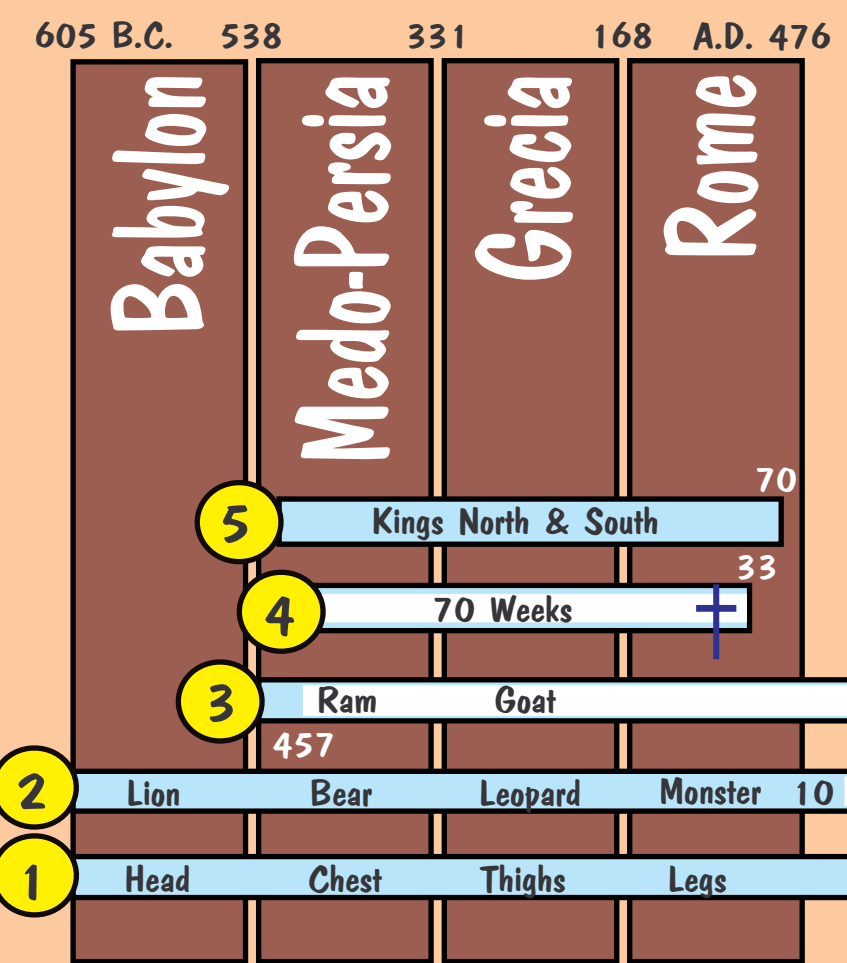 605 B.C. 538 331 168 A.D. 476
Babylon
Medo-Persia
Grecia
Rome
70
5 Kings North & South
33
4 70 Weeks
3 Ram Goat
457
2 Lion Bear Leopard Monster 10
1 Head Chest Thighs Legs